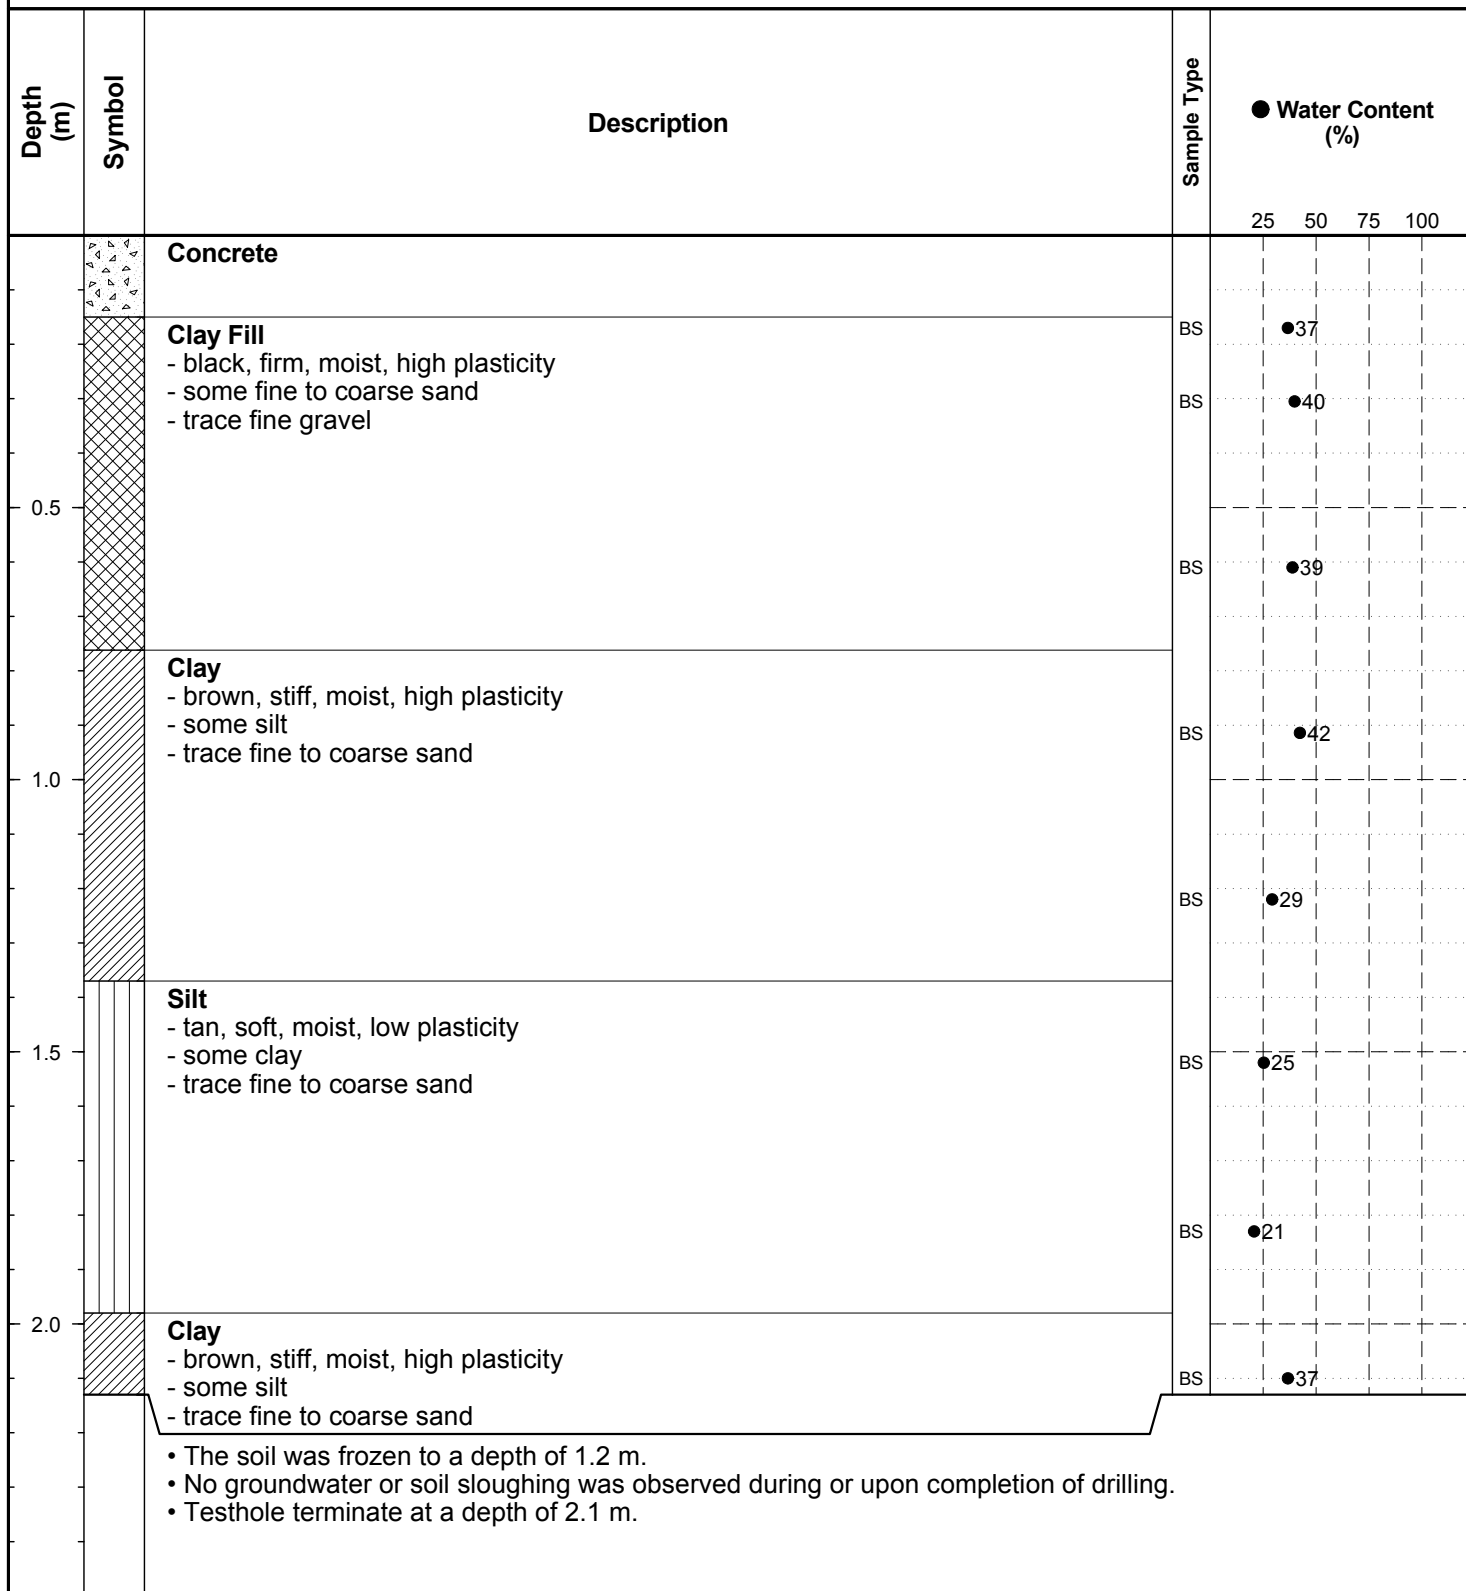 Depth
(m)
Symbol
Description
Sample Type
Water Content
(%)
25 50 75 100
Concrete
Clay Fill
BS
37
- black, firm, moist, high plasticity
- some fine to coarse sand
BS
40
- trace fine gravel
0.5
BS
39
Clay
- brown, stiff, moist, high plasticity
- some silt
BS
42
- trace fine to coarse sand
1.0
BS
29
Silt
- tan, soft, moist, low plasticity
1.5
- some clay
BS
25
- trace fine to coarse sand
BS
21
2.0
Clay
- brown, stiff, moist, high plasticity
BS
37
- some silt
- trace fine to coarse sand
• The soil was frozen to a depth of 1.2 m.
• No groundwater or soil sloughing was observed during or upon completion of drilling.
• Testhole terminate at a depth of 2.1 m.